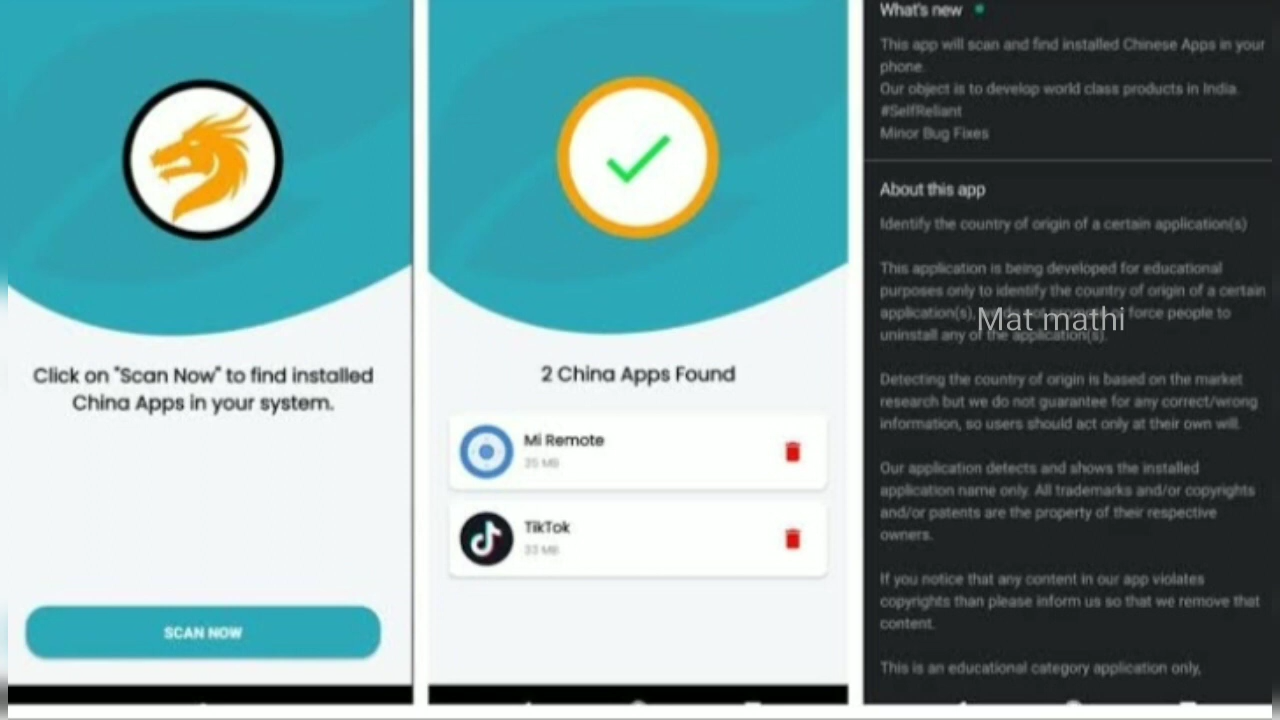 Click on "Scan Now" to find installed
China Apps in your system.
SCAN NOW
2 China Apps Found
Mi Remote
35 MB
TikTok
33 MB
What's new
This app will scan and find installed Chinese Apps in your
phone.
Our object is to develop world class products in India.
#SelfReliant
Minor Bug Fixes
About this app
Identify the country of origin of a certain application(s)
This application is being developed for educational
purposes only to identify the country of origin of a certain
application(s), force people to
uninstall any of the application(s).
Mat mathi
Detecting the country of origin is based on the market
research but we do not guarantee for any correct/wrong
information, so users should act only at their own will.
Our application detects and shows the installed
application name only. All trademarks and/or copyrights
and/or patents are the property of their respective
owners.
If you notice that any content in our app violates
copyrights than please inform us so that we remove that
content.
This is an educational category application only,